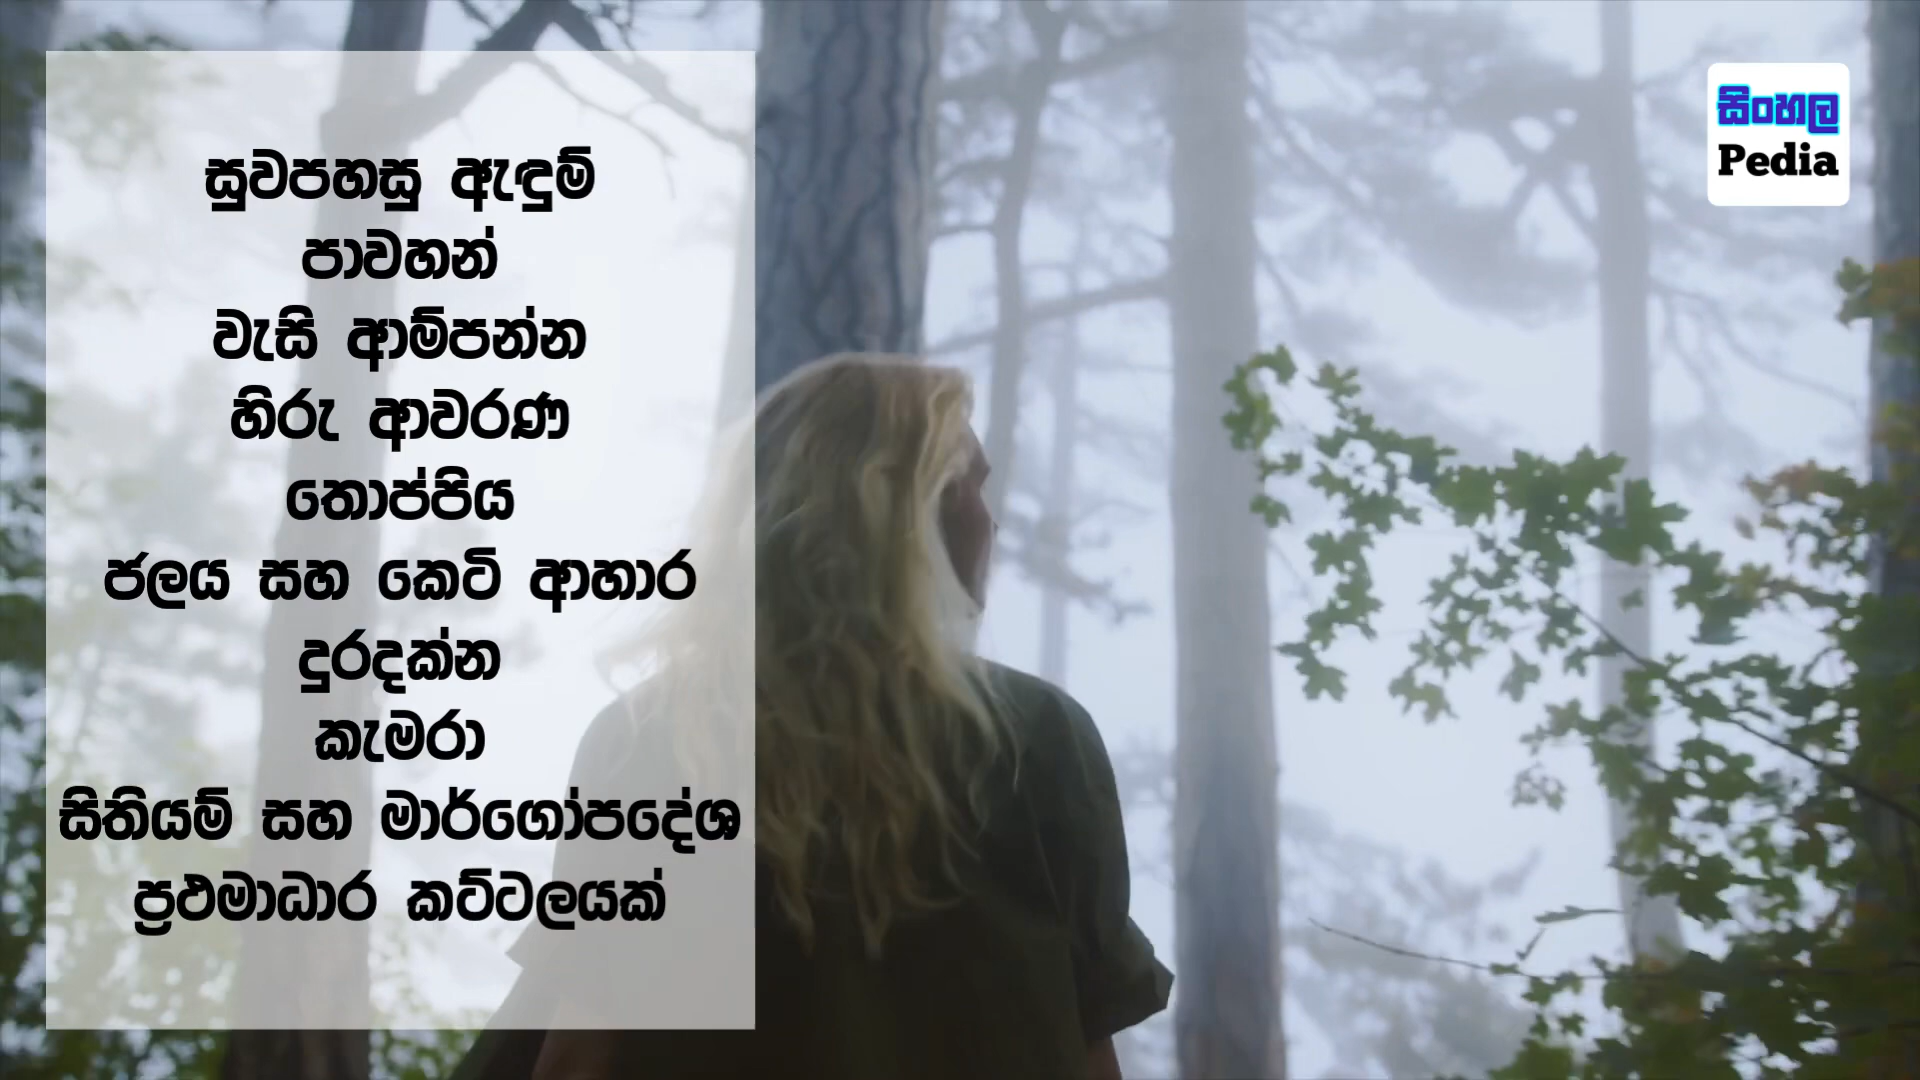 සුවපහසු ඇඳුම්
පාවහන්
වැසි ආම්පන්න
හිරු ආවරණ
තොප්පිය
ජලය සහ කෙටි ආහාර
දුරදක්න
කැමරා
සිතියම් සහ මාර්ගෝපදේශ
ප්‍රථමාධාර කට්ටලයක්
සිංහල
Pedia